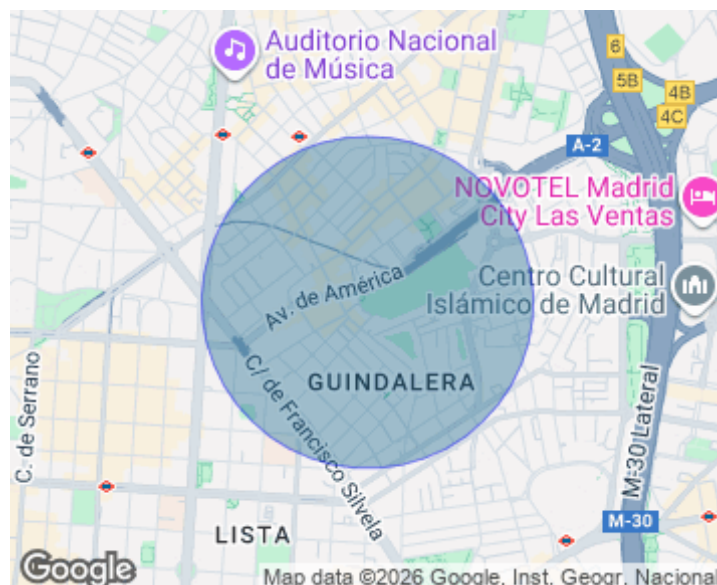 Auditorio Nacional
de Música
6
5B
4B
4C
A-2
NOVOTEL Madrid
City Las Ventas
Centro Cultural
Islámico de Madrid
Av. de América
GUINDALERA
C. de Serrano
C/ de Francisco Silvela
M-30 Lateral
LISTA
M-30
Google
Map data ©2026 Google, Inst. Geogr. Nacional